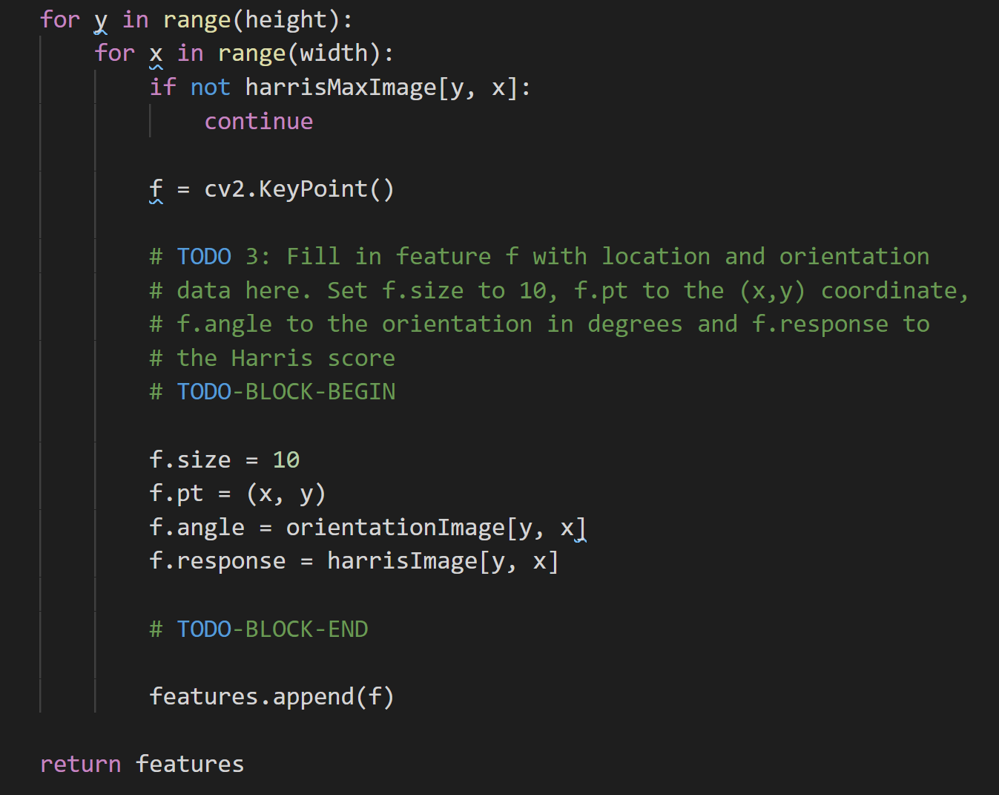 for y in range(height):
    for x in range(width):
        if not harrisMaxImage[y, x]:
            continue

        f = cv2.KeyPoint()

        # TODO 3: Fill in feature f with location and orientation
        # data here. Set f.size to 10, f.pt to the (x,y) coordinate,
        # f.angle to the orientation in degrees and f.response to
        # the Harris score
        # TODO-BLOCK-BEGIN

        f.size = 10
        f.pt = (x, y)
        f.angle = orientationImage[y, x]
        f.response = harrisImage[y, x]

        # TODO-BLOCK-END

        features.append(f)

return features